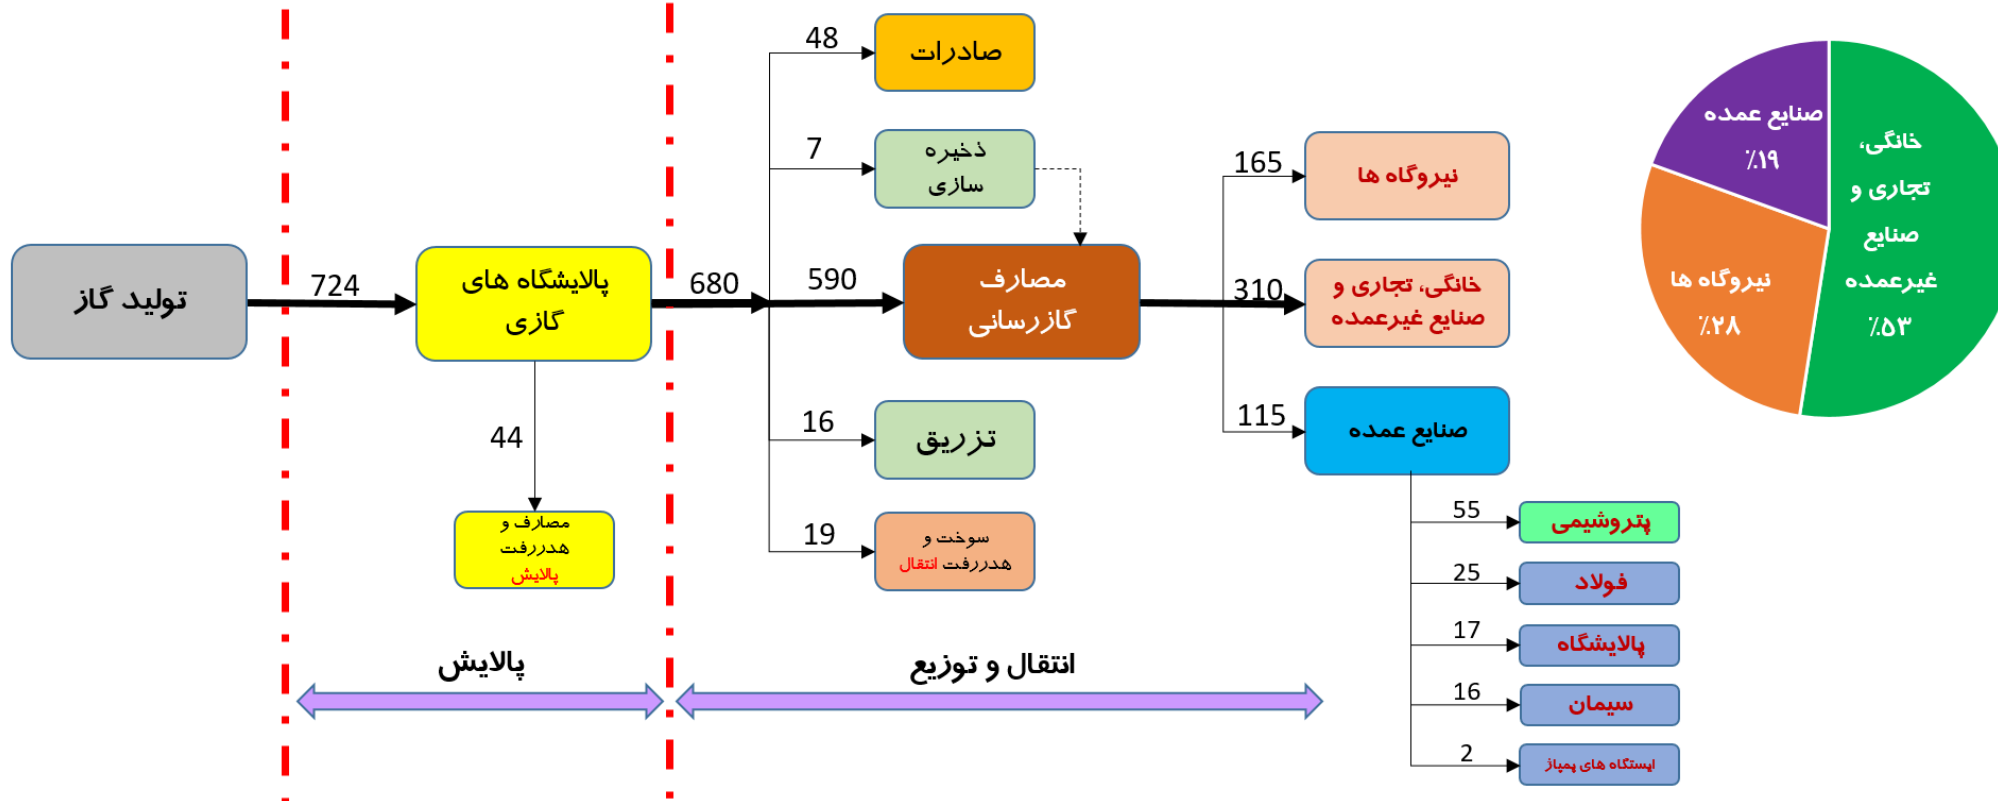 تولید گاز
724
پالایشگاه های
گازی
44
مصارف و
هدررفت
پالایش
680
48
صادرات
7
ذخیره
سازی
590
مصارف
گازرسانی
16
تزریق
19
سوخت و
هدررفت انتقال
165
نیروگاه ها
310
خانگی، تجاری و
صنایع غیرعمده
115
صنایع عمده
55
پتروشیمی
25
فولاد
17
پالایشگاه
16
سیمان
2
ایستگاه های پمپاژ
پالایش
انتقال و توزیع
خانگی،
تجاری و
صنایع
غیرعمده
٪۵۳
نیروگاه ها
٪۲۸
صنایع عمده
٪۱۹